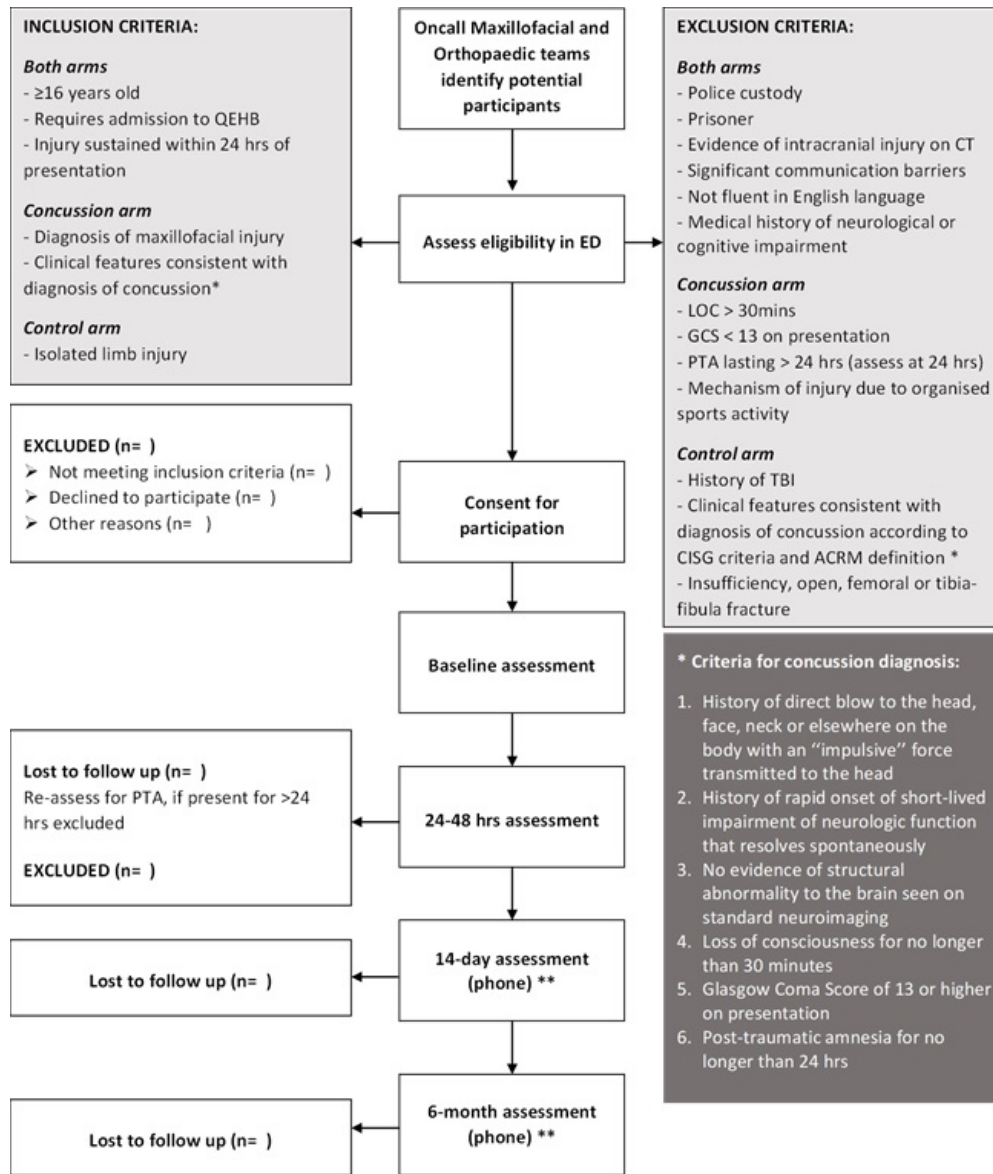 INCLUSION CRITERIA:
Both arms
- ≥16 years old
- Requires admission to QEHB
- Injury sustained within 24 hrs of
presentation
Concussion arm
- Diagnosis of maxillofacial injury
- Clinical features consistent with
diagnosis of concussion*
Control arm
- Isolated limb injury
Oncall Maxillofacial and
Orthopaedic teams
identify potential
participants
Assess eligibility in ED
EXCLUSION CRITERIA:
Both arms
- Police custody
- Prisoner
- Evidence of intracranial injury on CT
- Significant communication barriers
- Not fluent in English language
- Medical history of neurological or
cognitive impairment
Concussion arm
- LOC > 30mins
- GCS < 13 on presentation
- PTA lasting > 24 hrs (assess at 24 hrs)
- Mechanism of injury due to organised
sports activity
Control arm
- History of TBI
- Clinical features consistent with
diagnosis of concussion according to
CISG criteria and ACRM definition *
- Insufficiency, open, femoral or tibia-
fibula fracture
EXCLUDED (n= )
➢ Not meeting inclusion criteria (n= )
➢ Declined to participate (n= )
➢ Other reasons (n= )
Consent for
participation
Baseline assessment
* Criteria for concussion diagnosis:
1. History of direct blow to the head,
face, neck or elsewhere on the
body with an “impulsive” force
transmitted to the head
2. History of rapid onset of short-lived
impairment of neurologic function
that resolves spontaneously
3. No evidence of structural
abnormality to the brain seen on
standard neuroimaging
4. Loss of consciousness for no longer
than 30 minutes
5. Glasgow Coma Score of 13 or higher
on presentation
6. Post-traumatic amnesia for no
longer than 24 hrs
Lost to follow up (n= )
Re-assess for PTA, if present for >24
hrs excluded
EXCLUDED (n= )
24-48 hrs assessment
Lost to follow up (n= )
14-day assessment
(phone) **
Lost to follow up (n= )
6-month assessment
(phone) **